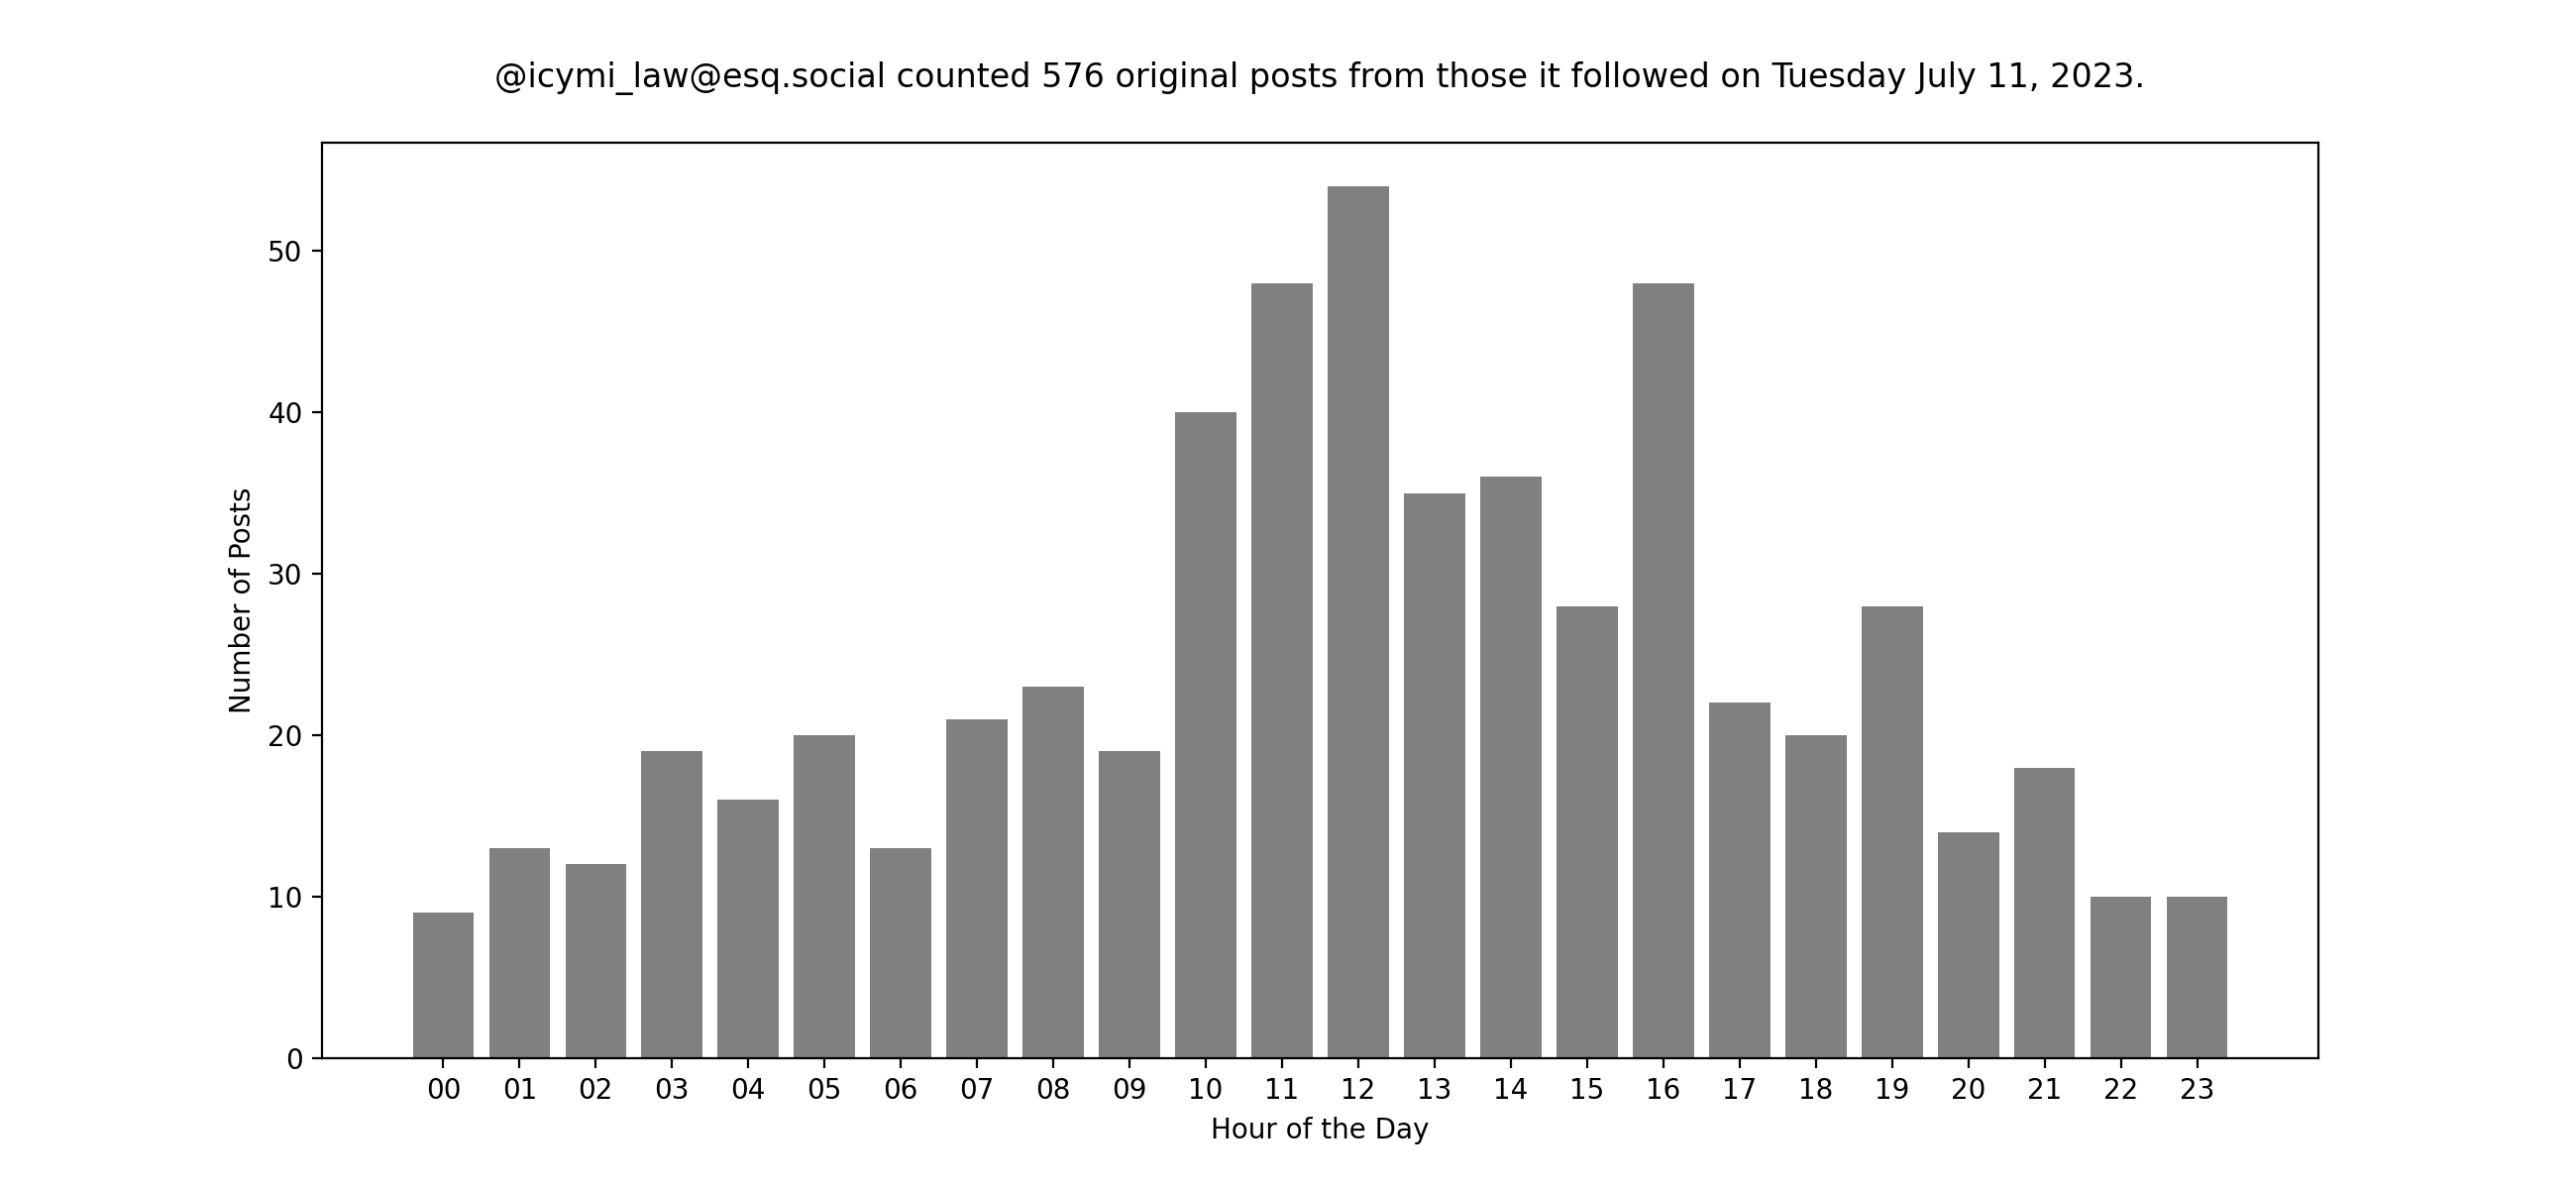 @icymi_law@esq.social counted 576 original posts from those it followed on Tuesday July 11, 2023.
50
40
30
20
10
0
Number of Posts
00 01 02 03 04 05 06 07 08 09 10 11 12 13 14 15 16 17 18 19 20 21 22 23
Hour of the Day